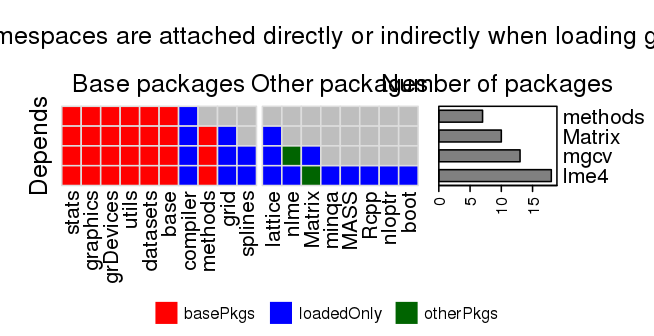 mespaces are attached directly or indirectly when loading g
Base packages
Other packages
Number of packages
Depends
methods
Matrix
mgcv
lme4
stats
graphics
grDevices
utils
datasets
base
compiler
methods
grid
splines
lattice
nlme
Matrix
minqa
MASS
Rcpp
nloptr
boot
0
5
10
15
basePkgs
loadedOnly
otherPkgs